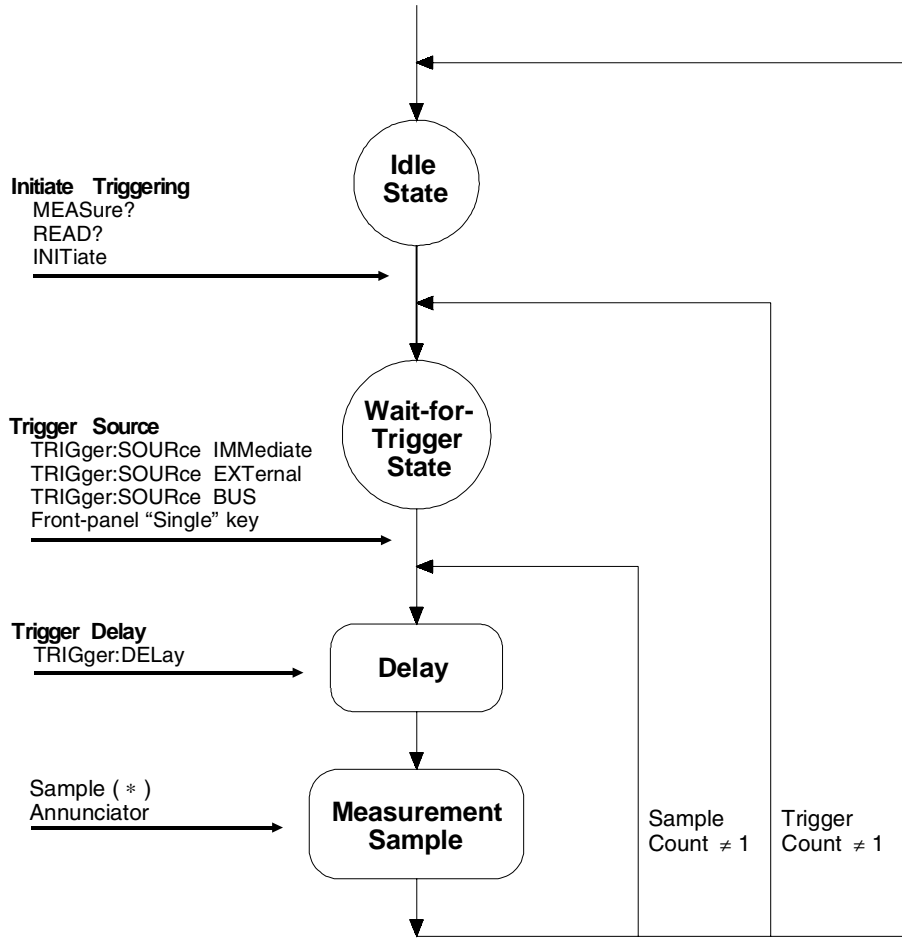 Idle
State
Initiate Triggering
MEASure?
READ?
INITiate
Wait-for-
Trigger
State
Trigger Source
TRIGger:SOURce IMMediate
TRIGger:SOURce EXTernal
TRIGger:SOURce BUS
Front-panel “Single” key
Trigger Delay
TRIGger:DELay
Delay
Sample ( * )
Annunciator
Measurement
Sample
Sample
Count ≠ 1
Trigger
Count ≠ 1